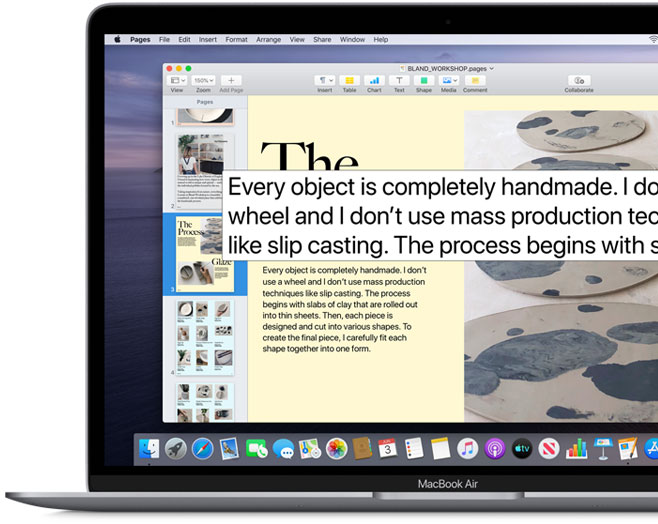 Pages File Edit Insert Format Arrange View Share Window Help
BLAND_WORKSHOP.pages
150%
View Zoom Add Page Insert Table Chart Text Shape Media Comment Collaborate
Pages
1
2
The
Process
Glaze
3
4
The
Every object is completely handmade. I do
wheel and I don't use mass production tec
like slip casting. The process begins with s
Every object is completely handmade. I don't
use a wheel and I don't use mass production
techniques like slip casting. The process
begins with slabs of clay that are rolled out
into thin sheets. Then, each piece is
designed and cut into various shapes. To
create the final piece, I carefully fit each
shape together into one form.
3
tv
MacBook Air